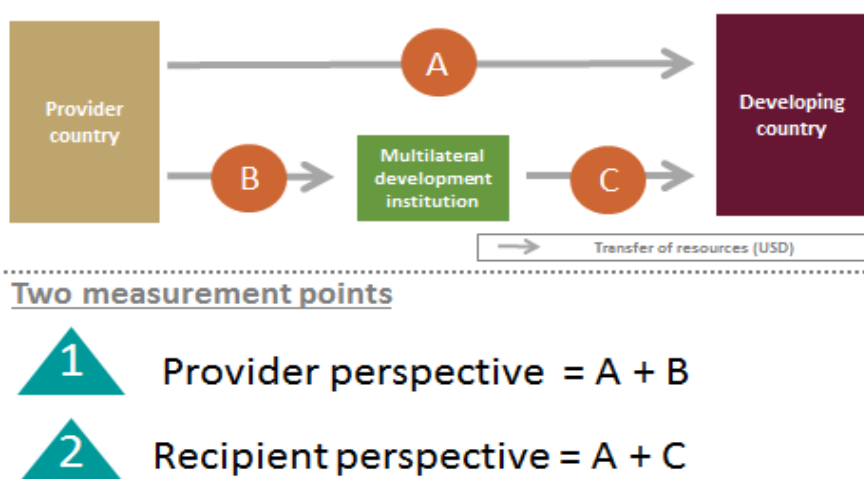 Provider
country
A
Developing
country
B
Multilateral
development
institution
C
Transfer of resources (USD)
Two measurement points
1
Provider perspective = A + B
2
Recipient perspective = A + C